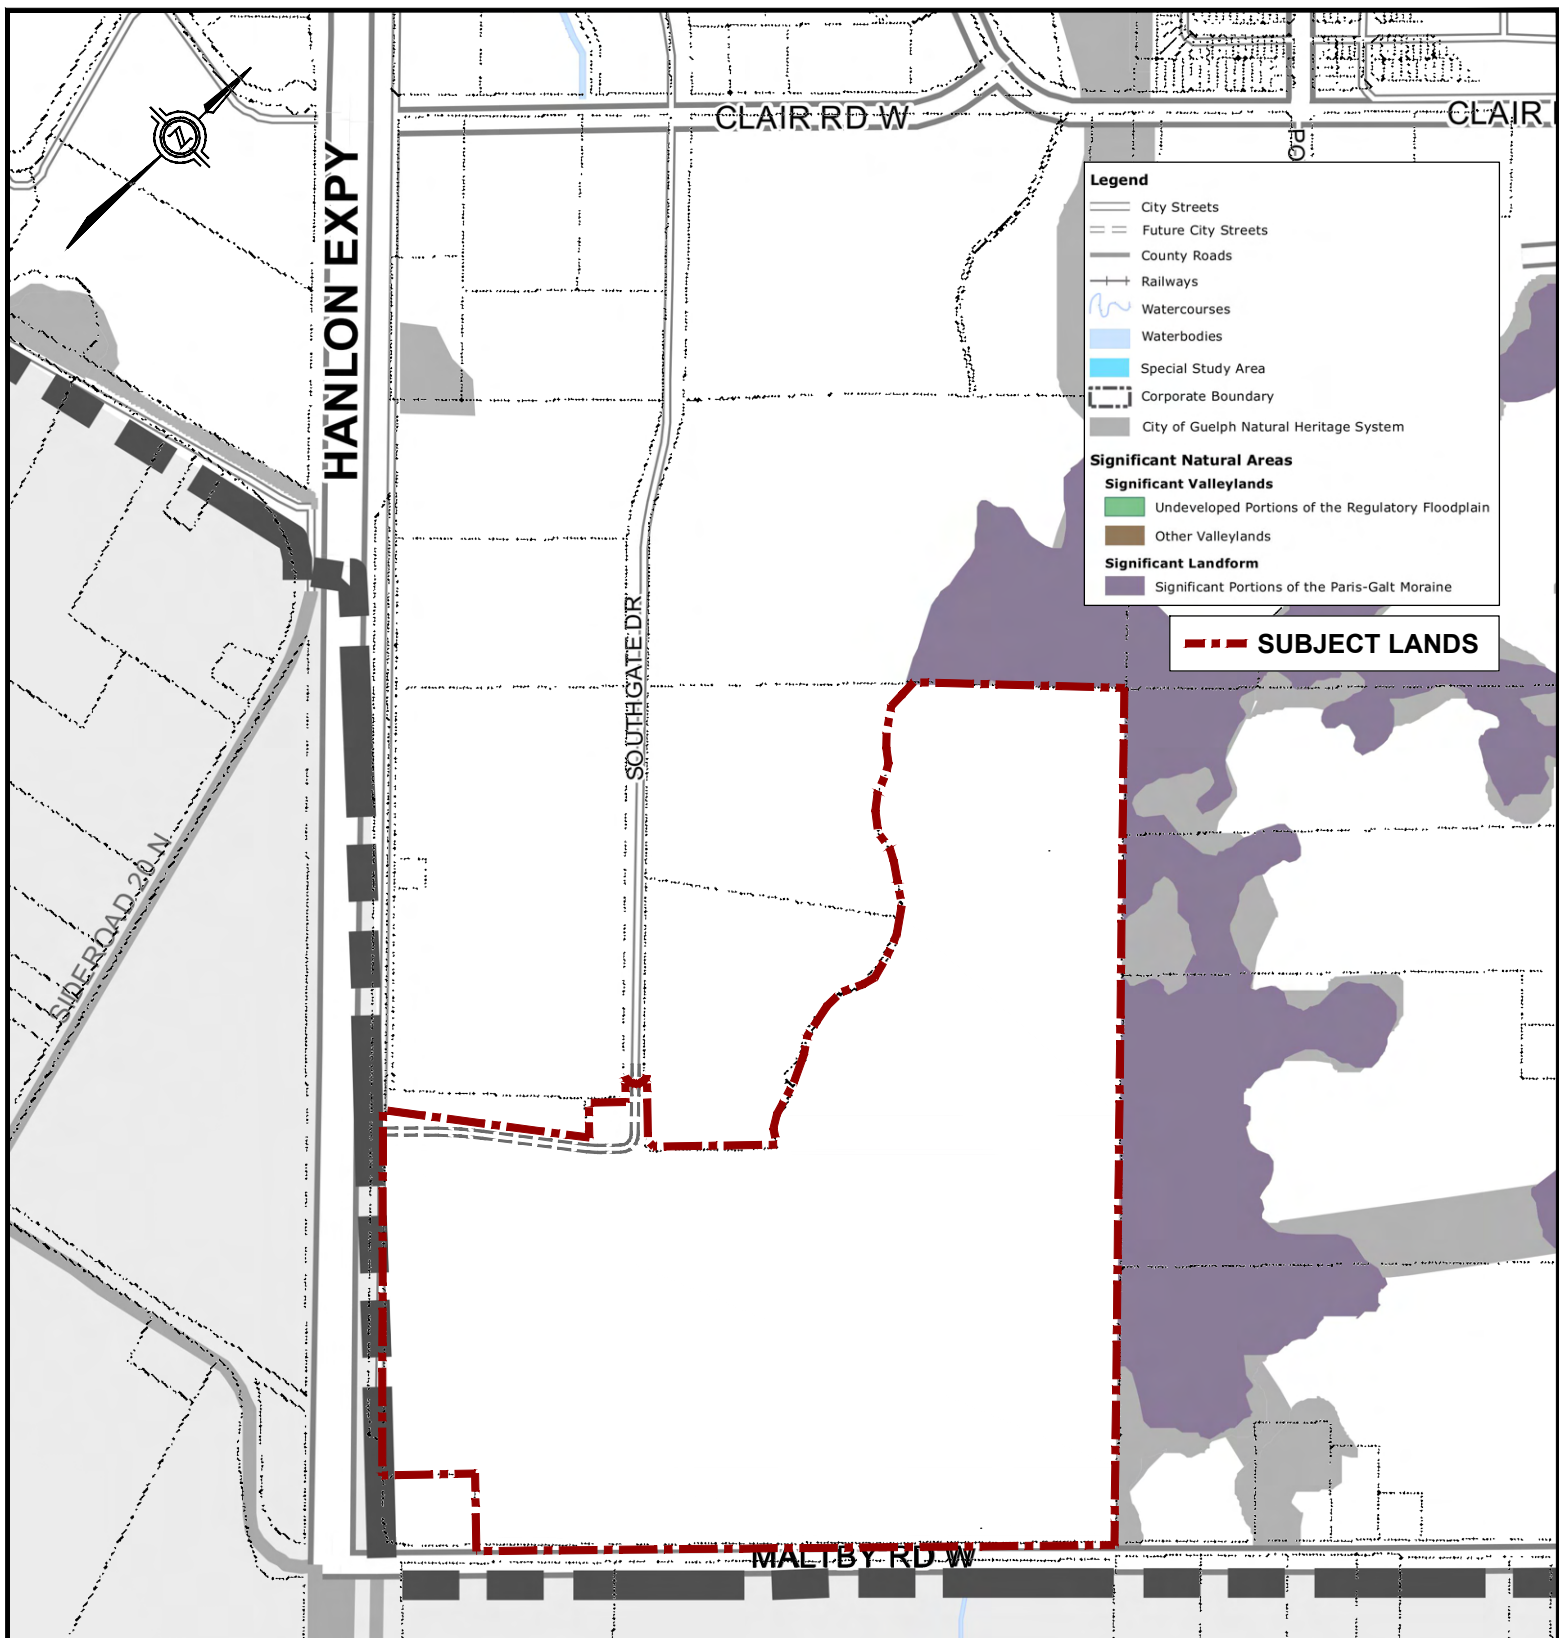 CLAIR RD W
CLAIR
PO
HANLON EXPY
Z
Legend
City Streets
Future City Streets
County Roads
Railways
Watercourses
Waterbodies
Special Study Area
Corporate Boundary
City of Guelph Natural Heritage System
Significant Natural Areas
Significant Valleylands
Undeveloped Portions of the Regulatory Floodplain
Other Valleylands
Significant Landform
Significant Portions of the Paris-Galt Moraine
SUBJECT LANDS
SOUTHGATE DR
SIDEROAD 20 N
MALTBY RD W